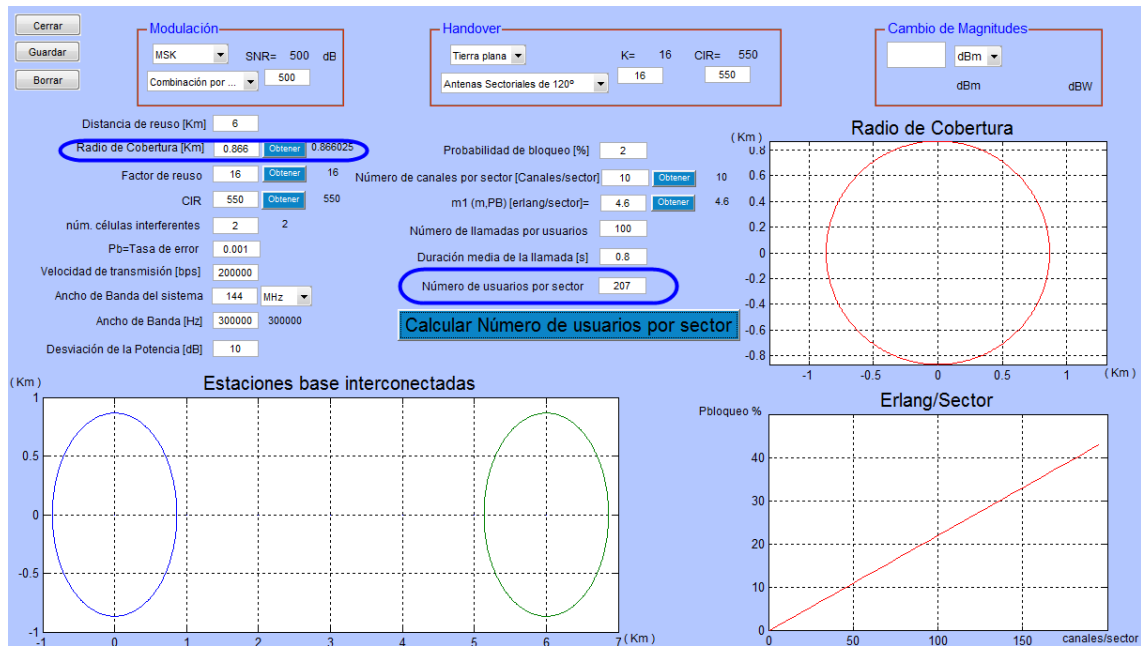 Cerrar
Guardar
Borrar
Modulación
MSK
SNR= 500 dB
Combinación por ...
500
Handover
Tierra plana
K= 16 CIR= 550
Antenas Sectoriales de 120º
16
550
Cambio de Magnitudes
dBm
dBm dBW
Distancia de reuso [Km] 6
Radio de Cobertura [Km] 0.866 Obtener 0.866025
Factor de reuso 16 Obtener 16
CIR 550 Obtener 550
núm. células interferentes 2 2
Pb=Tasa de error 0.001
Velocidad de transmisión [bps] 200000
Ancho de Banda del sistema 144 MHz
Ancho de Banda [Hz] 300000 300000
Desviación de la Potencia [dB] 10
Probabilidad de bloqueo [%] 2
Número de canales por sector [Canales/sector] 10 Obtener 10
m1 (m,PB) [erlang/sector]= 4.6 Obtener 4.6
Número de llamadas por usuarios 100
Duración media de la llamada [s] 0.8
Número de usuarios por sector 207
Calcular Número de usuarios por sector
Radio de Cobertura
(Km)
0.8
0.6
0.4
0.2
0
-0.2
-0.4
-0.6
-0.8
-1 -0.5 0 0.5 1 (Km)
Estaciones base interconectadas
(Km)
1
0.5
0
-0.5
-1
-1 0 1 2 3 4 5 6 7 (Km)
Erlang/Sector
Pbloqueo %
40
30
20
10
0
0 50 100 150 canales/sector